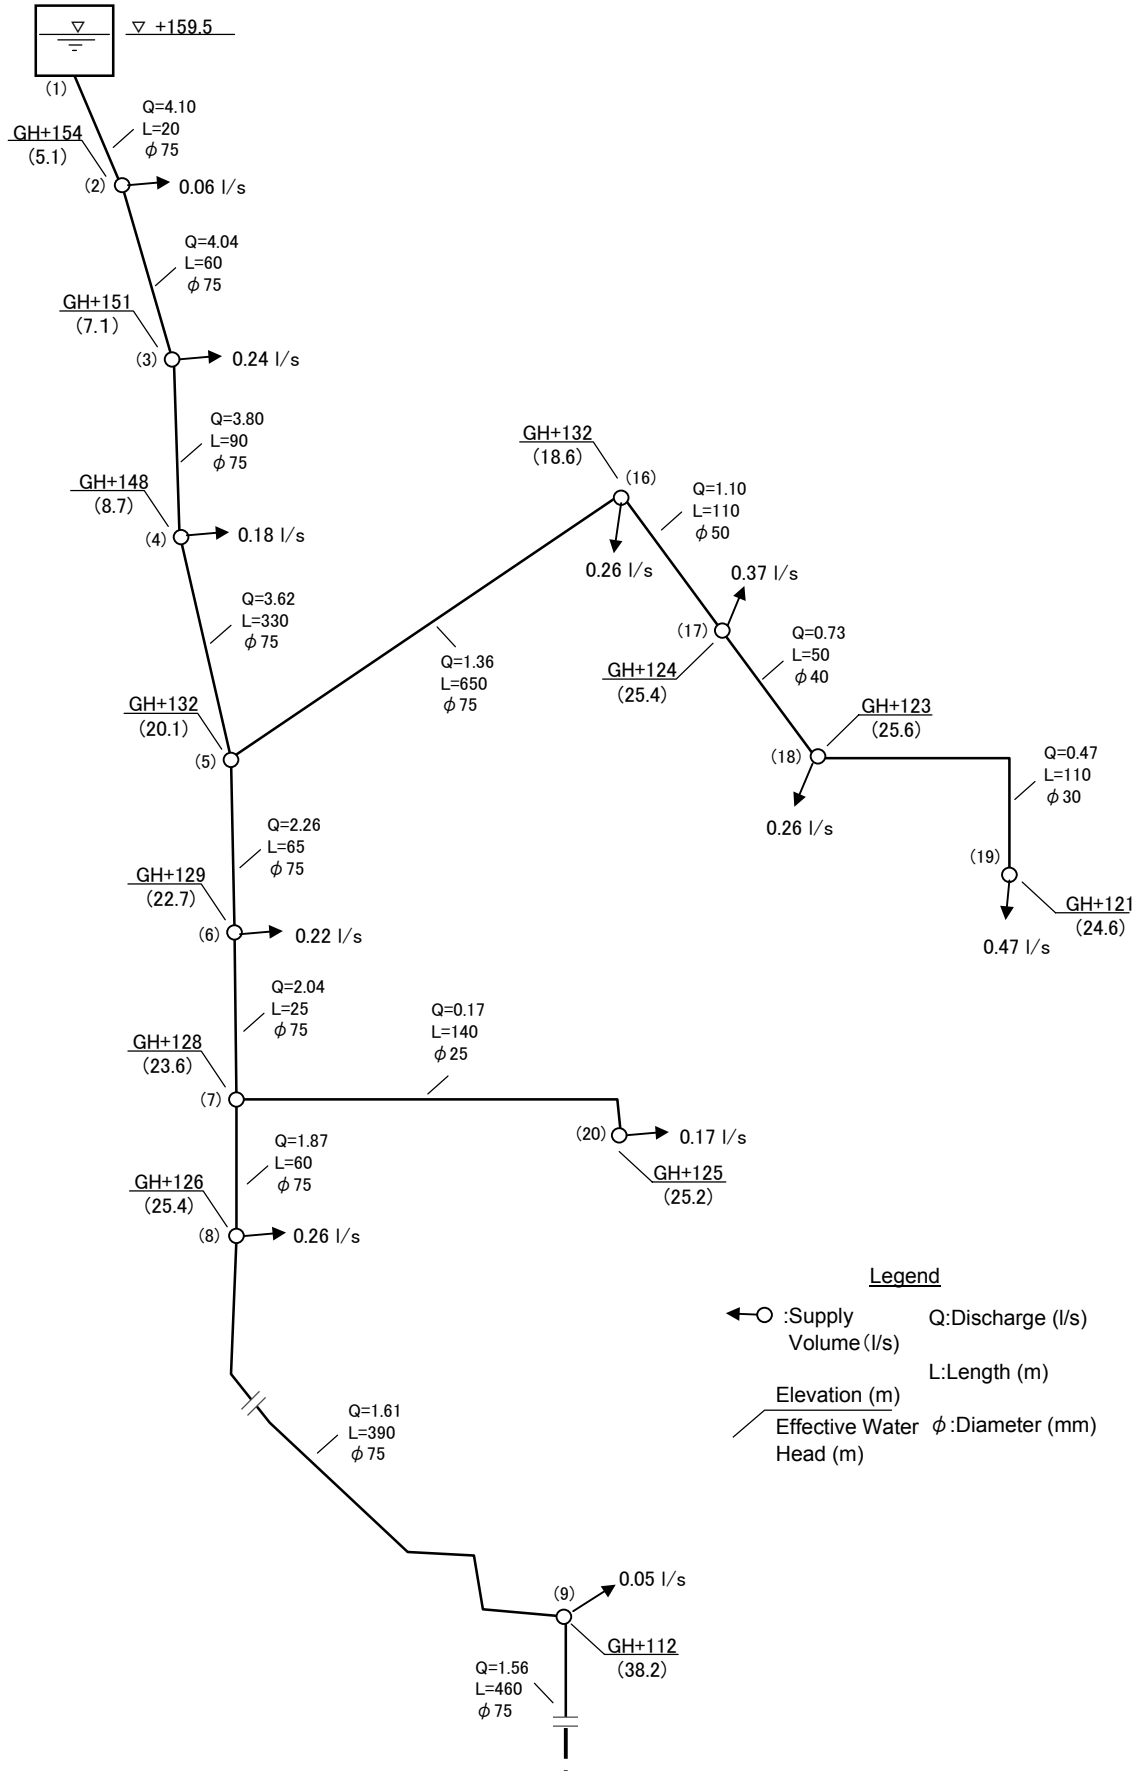 ▽
▽ +159.5
(1)
Q=4.10
L=20
φ75
GH+154
(5.1)
(2)
0.06 l/s
Q=4.04
L=60
φ75
GH+151
(7.1)
(3)
0.24 l/s
Q=3.80
L=90
φ75
GH+148
(8.7)
(4)
0.18 l/s
Q=3.62
L=330
φ75
GH+132
(20.1)
(5)
Q=1.36
L=650
φ75
GH+132
(18.6)
(16)
0.26 l/s
Q=1.10
L=110
φ50
0.37 l/s
(17)
GH+124
(25.4)
Q=0.73
L=50
φ40
GH+123
(25.6)
(18)
0.26 l/s
Q=0.47
L=110
φ30
(19)
GH+121
(24.6)
0.47 l/s
Q=2.26
L=65
φ75
GH+129
(22.7)
(6)
0.22 l/s
Q=2.04
L=25
φ75
GH+128
(23.6)
(7)
Q=0.17
L=140
φ25
(20)
0.17 l/s
GH+125
(25.2)
Q=1.87
L=60
φ75
GH+126
(25.4)
(8)
0.26 l/s
Q=1.61
L=390
φ75
(9)
0.05 l/s
GH+112
(38.2)
Q=1.56
L=460
φ75
Legend
:Supply
Volume(l/s)
Q:Discharge (l/s)
L:Length (m)
Elevation (m)
Effective Water
Head (m)
φ:Diameter (mm)